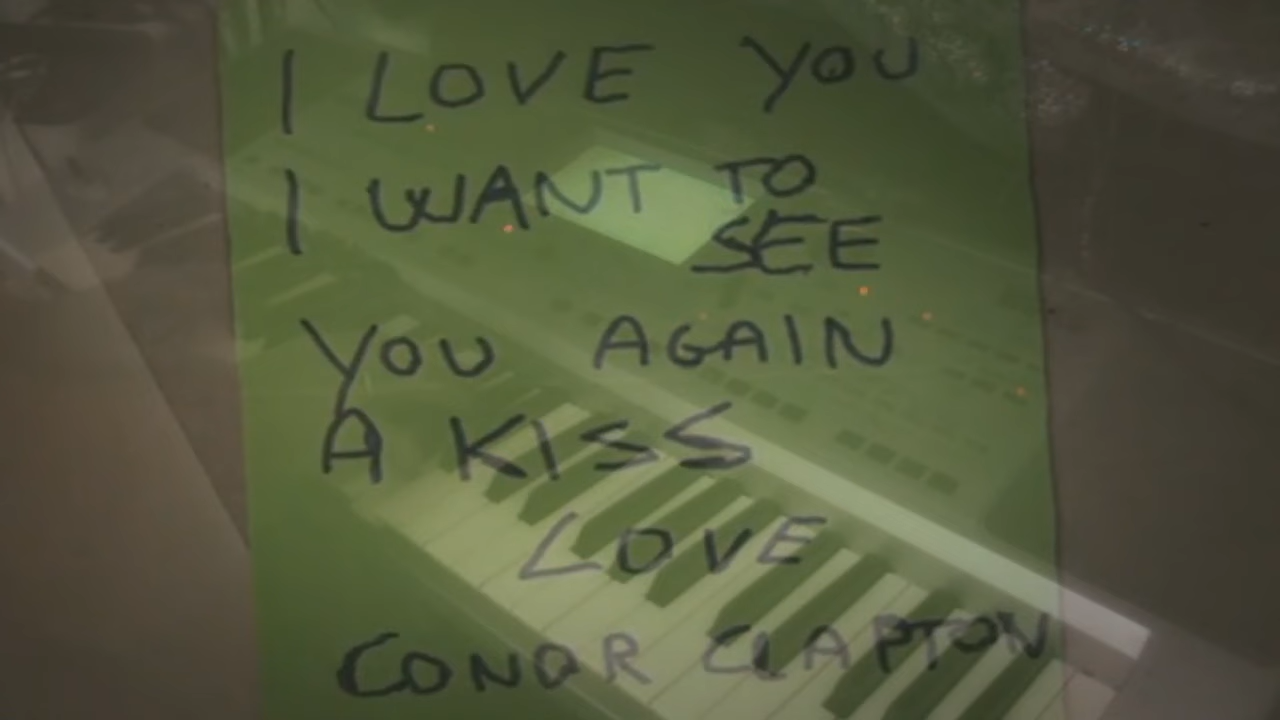 I LOVE YOU
I WANT TO
SEE
YOU AGAIN
A KISS
LOVE
CONOR CLAPTON